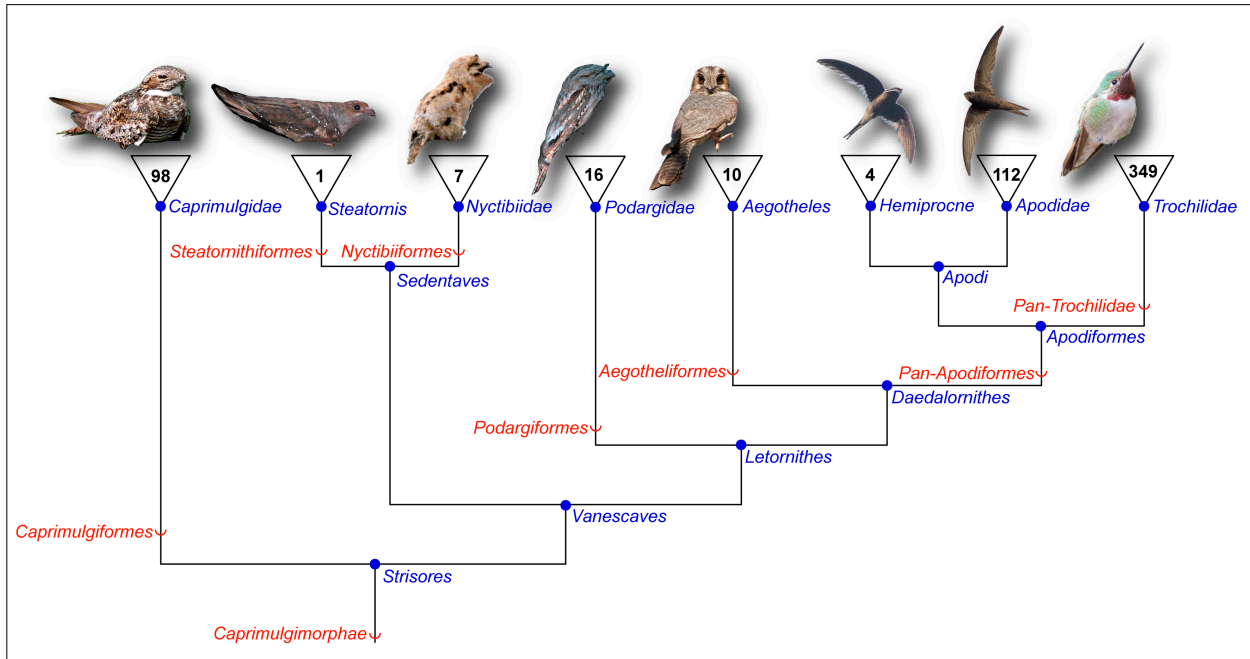 98
1
7
16
10
4
112
349
Caprimulgidae
Steatornis
Nyctibiidae
Podargidae
Aegotheles
Hemiprocne
Apodidae
Trochilidae
Steatornithiformes
Nyctibiiformes
Sedentaves
Apodi
Pan-Trochilidae
Apodiformes
Aegotheliformes
Pan-Apodiformes
Daedalornithes
Podargiformes
Letornithes
Vanescaves
Caprimulgiformes
Strisores
Caprimulgimorphae